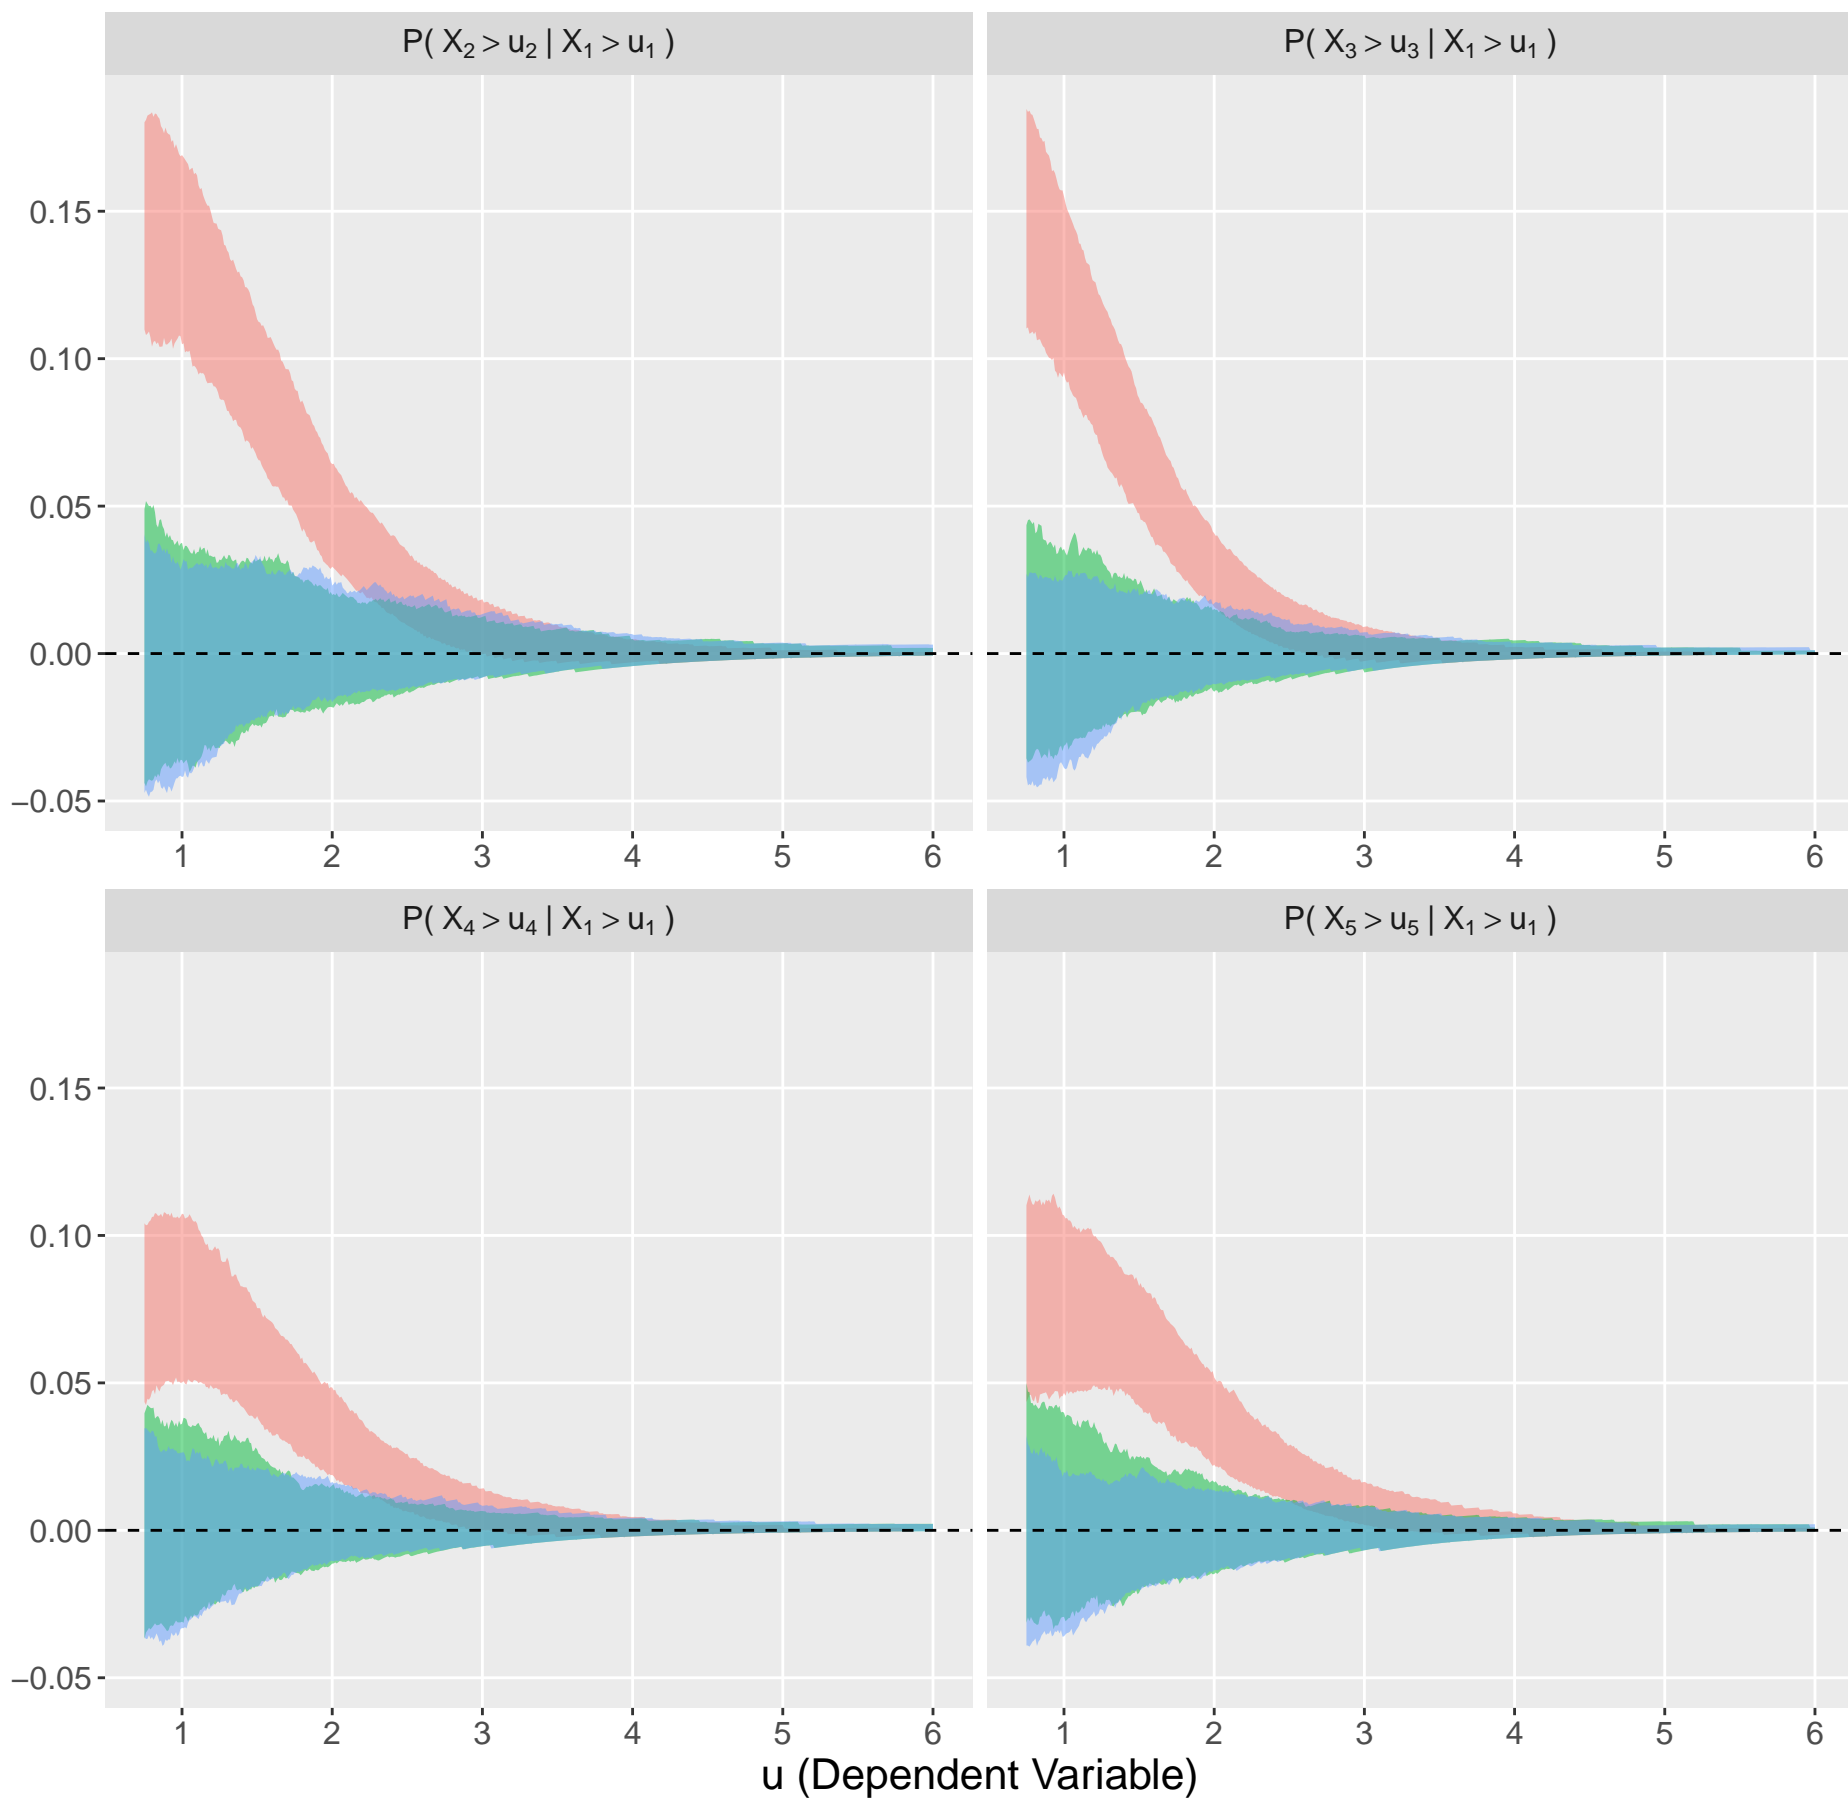 P( X₂ > u₂ | X₁ > u₁ )
P( X₃ > u₃ | X₁ > u₁ )
0.15
0.10
0.05
0.00
−0.05
1 2 3 4 5 6
1 2 3 4 5 6
P( X₄ > u₄ | X₁ > u₁ )
P( X₅ > u₅ | X₁ > u₁ )
0.15
0.10
0.05
0.00
−0.05
1 2 3 4 5 6
1 2 3 4 5 6
u (Dependent Variable)